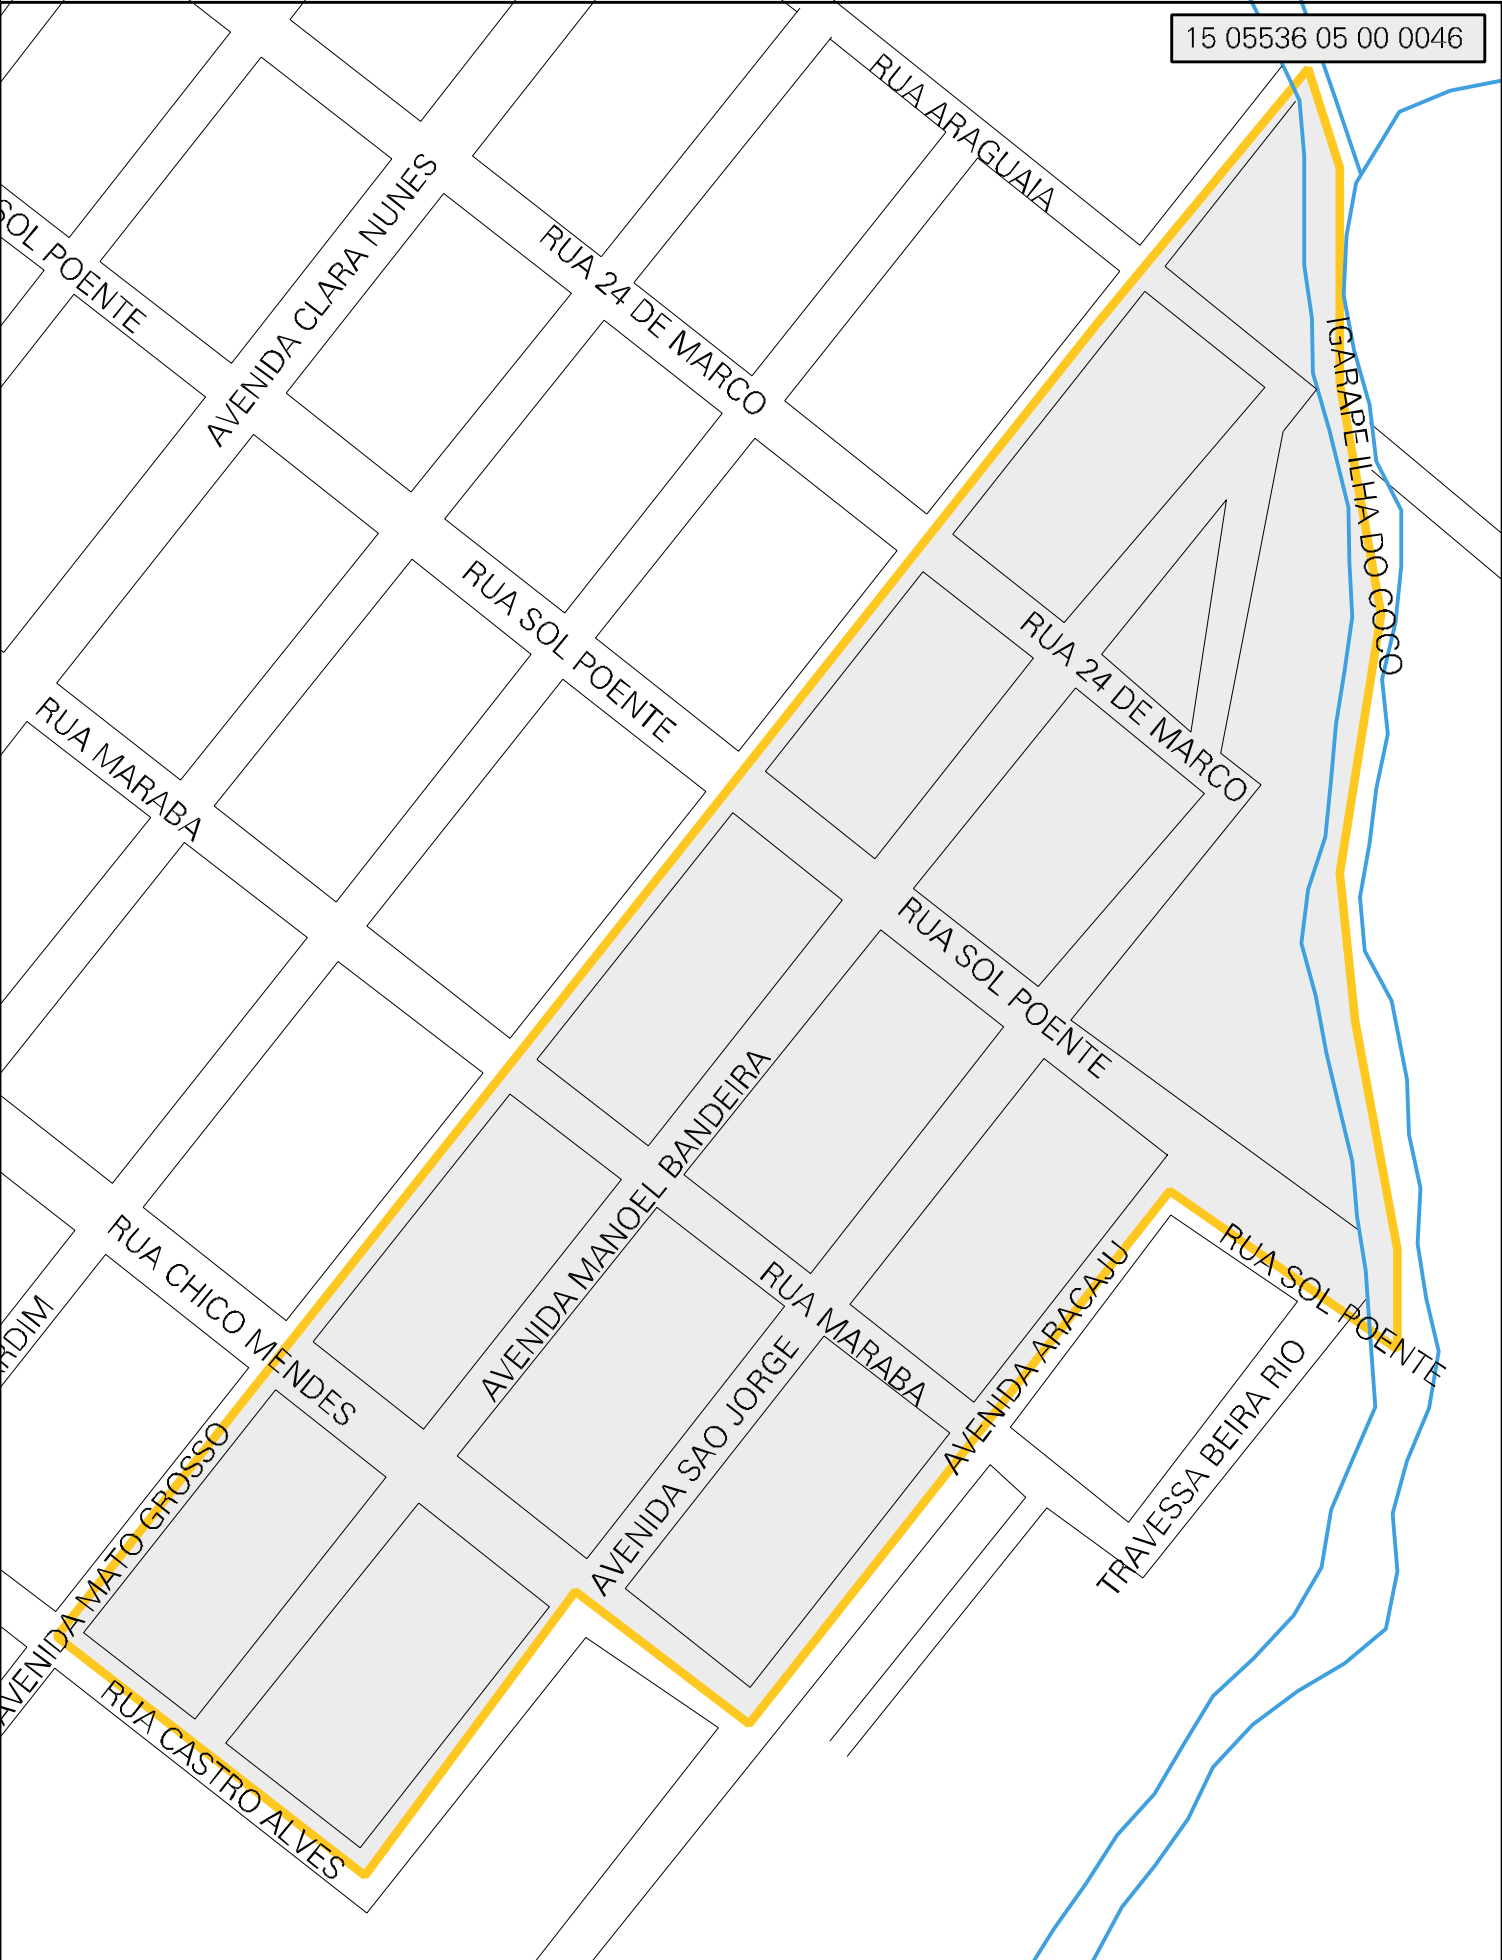 15 05536 05 00 0046
RUA ARAGUAIA
AVENIDA CLARA NUNES
SOL POENTE
RUA 24 DE MARCO
IGARAPE ILHA DO COCO
RUA SOL POENTE
RUA 24 DE MARCO
RUA MARABA
RUA SOL POENTE
AVENIDA MANOEL BANDEIRA
RUA CHICO MENDES
RUA MARABA
AVENIDA ARACAJU
RUA SOL POENTE
RDIM
AVENIDA SAO JORGE
TRAVESSA BEIRA RIO
AVENIDA MATO GROSSO
RUA CASTRO ALVES